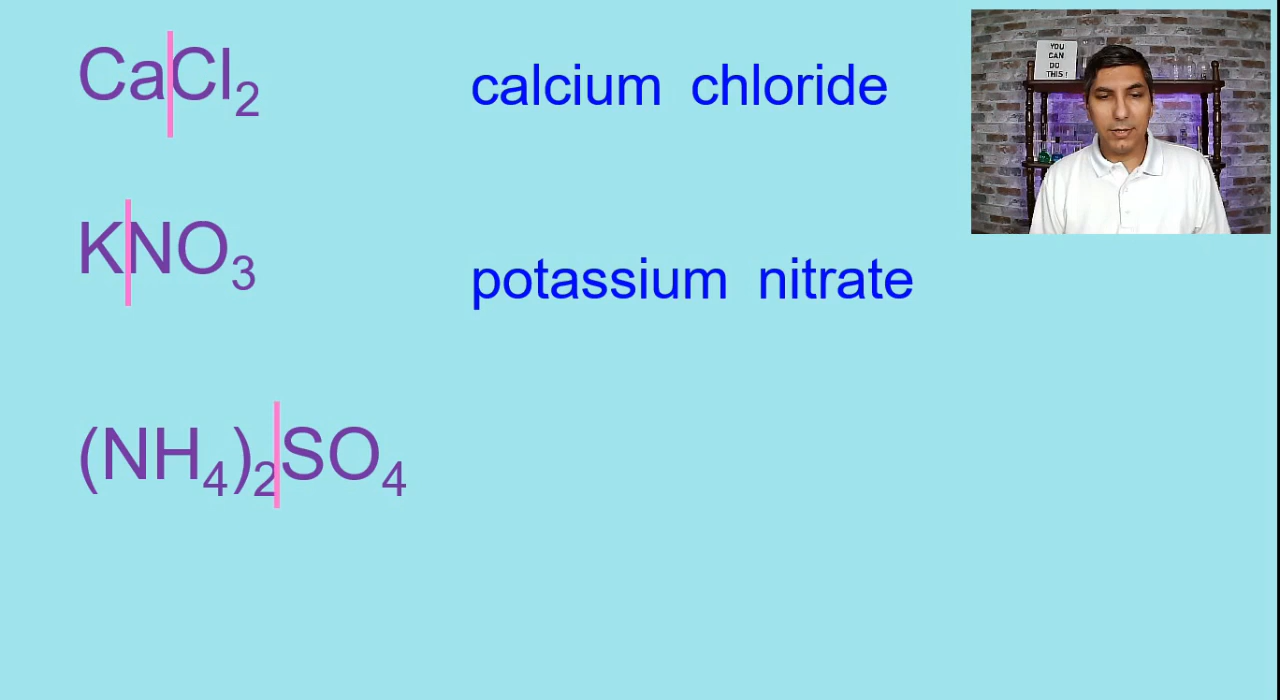 CaCl₂ calcium chloride
KNO₃ potassium nitrate
(NH₄)₂SO₄
YOU
CAN
DO
THIS!